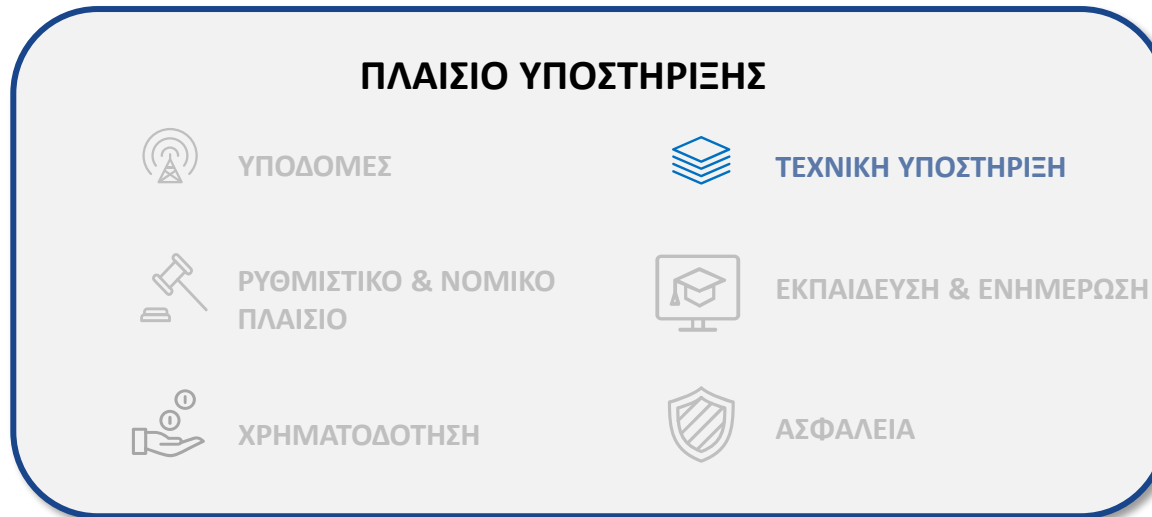 ΠΛΑΙΣΙΟ ΥΠΟΣΤΗΡΙΞΗΣ
ΥΠΟΔΟΜΕΣ
ΤΕΧΝΙΚΗ ΥΠΟΣΤΗΡΙΞΗ
ΡΥΘΜΙΣΤΙΚΟ & ΝΟΜΙΚΟ
ΠΛΑΙΣΙΟ
ΕΚΠΑΙΔΕΥΣΗ & ΕΝΗΜΕΡΩΣΗ
ΧΡΗΜΑΤΟΔΟΤΗΣΗ
ΑΣΦΑΛΕΙΑ